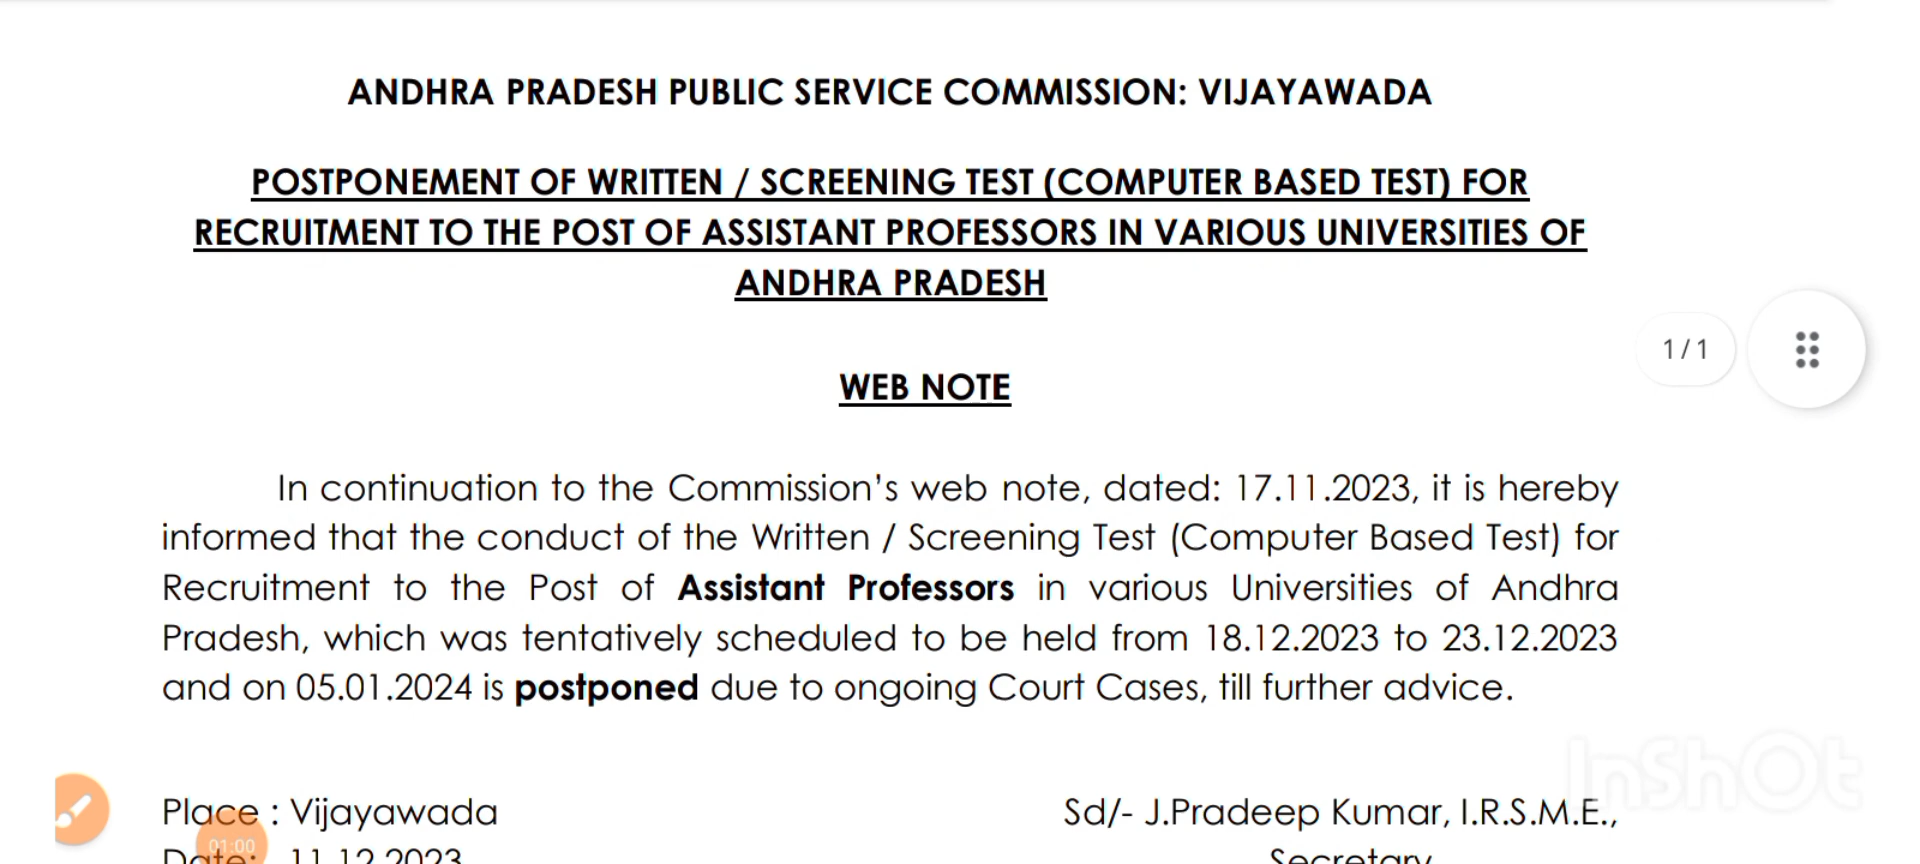 ANDHRA PRADESH PUBLIC SERVICE COMMISSION: VIJAYAWADA
POSTPONEMENT OF WRITTEN / SCREENING TEST (COMPUTER BASED TEST) FOR
RECRUITMENT TO THE POST OF ASSISTANT PROFESSORS IN VARIOUS UNIVERSITIES OF
ANDHRA PRADESH
1 / 1
WEB NOTE
In continuation to the Commission's web note, dated: 17.11.2023, it is hereby
informed that the conduct of the Written / Screening Test (Computer Based Test) for
Recruitment to the Post of Assistant Professors in various Universities of Andhra
Pradesh, which was tentatively scheduled to be held from 18.12.2023 to 23.12.2023
and on 05.01.2024 is postponed due to ongoing Court Cases, till further advice.
InShOt
Place : Vijayawada
Sd/- J.Pradeep Kumar, I.R.S.M.E.,
01:00
Date: 11.12.2023
Secretary